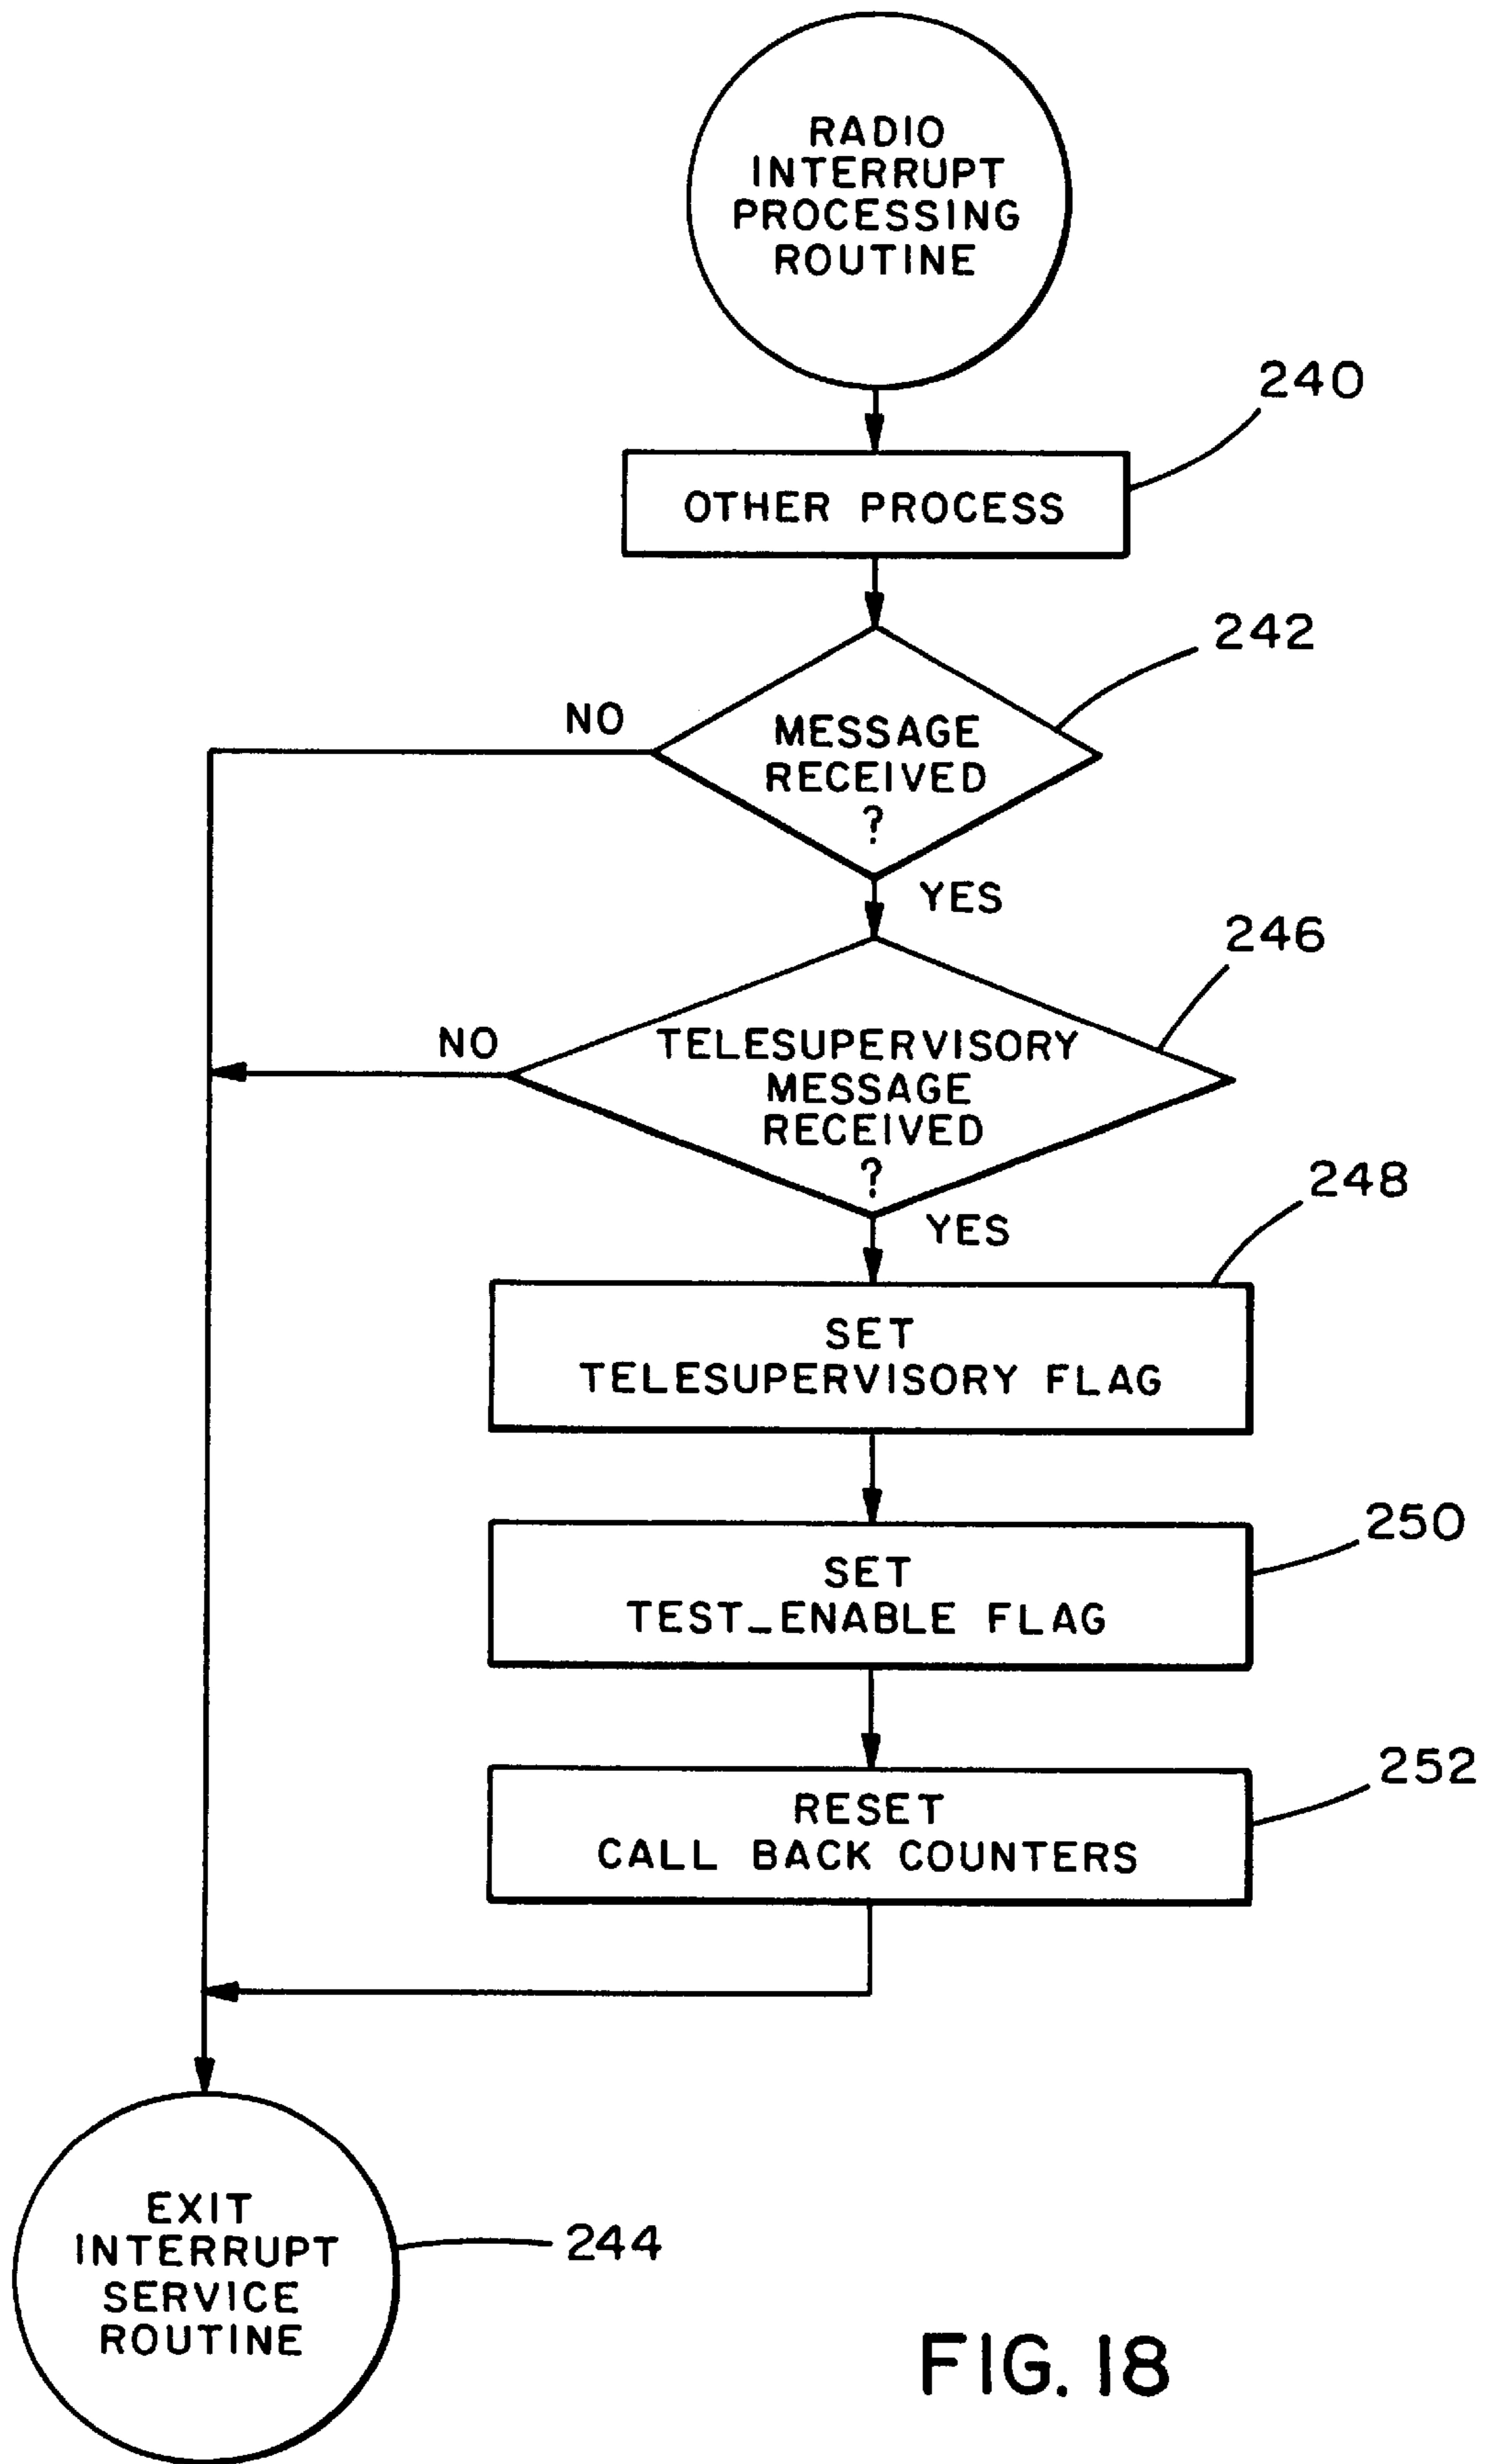 RADIO
INTERRUPT
PROCESSING
ROUTINE
240
OTHER PROCESS
242
NO
MESSAGE
RECEIVED
?
YES
246
NO
TELESUPERVISORY
MESSAGE
RECEIVED
?
YES
248
SET
TELESUPERVISORY FLAG
250
SET
TEST_ENABLE FLAG
252
RESET
CALL BACK COUNTERS
EXIT
INTERRUPT
SERVICE
ROUTINE
244
FIG. 18